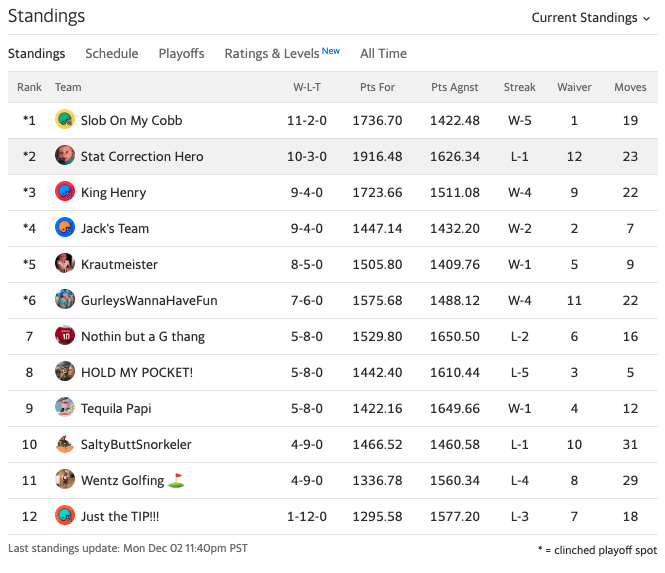 Standings
Current Standings
Standings Schedule Playoffs Ratings & Levels New All Time
Rank Team W-L-T Pts For Pts Agnst Streak Waiver Moves
*1 Slob On My Cobb 11-2-0 1736.70 1422.48 W-5 1 19
*2 Stat Correction Hero 10-3-0 1916.48 1626.34 L-1 12 23
*3 King Henry 9-4-0 1723.66 1511.08 W-4 9 22
*4 Jack's Team 9-4-0 1447.14 1432.20 W-2 2 7
*5 Krautmeister 8-5-0 1505.80 1409.76 W-1 5 9
*6 GurleysWannaHaveFun 7-6-0 1575.68 1488.12 W-4 11 22
7 Nothin but a G thang 5-8-0 1529.80 1650.50 L-2 6 16
8 HOLD MY POCKET! 5-8-0 1442.40 1610.44 L-5 3 5
9 Tequila Papi 5-8-0 1422.16 1649.66 W-1 4 12
10 SaltyButtSnorkeler 4-9-0 1466.52 1460.58 L-1 10 31
11 Wentz Golfing ⛳ 4-9-0 1336.78 1560.34 L-4 8 29
12 Just the TIP!!! 1-12-0 1295.58 1577.20 L-3 7 18
Last standings update: Mon Dec 02 11:40pm PST
* = clinched playoff spot